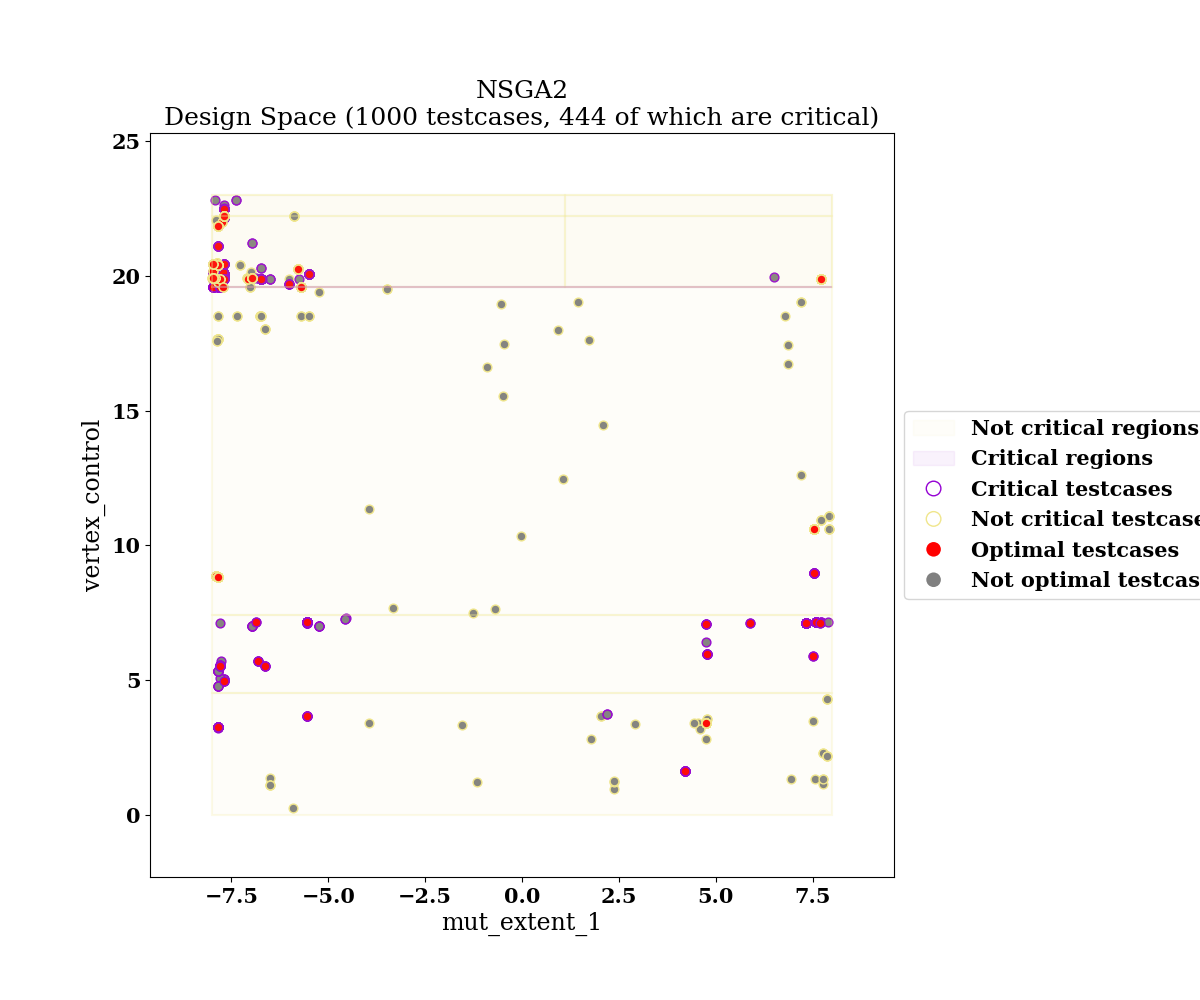 NSGA2
Design Space (1000 testcases, 444 of which are critical)
25
20
15
10
5
0
vertex_control
−7.5 −5.0 −2.5 0.0 2.5 5.0 7.5
mut_extent_1
Not critical regions
Critical regions
Critical testcases
Not critical testcase
Optimal testcases
Not optimal testcas